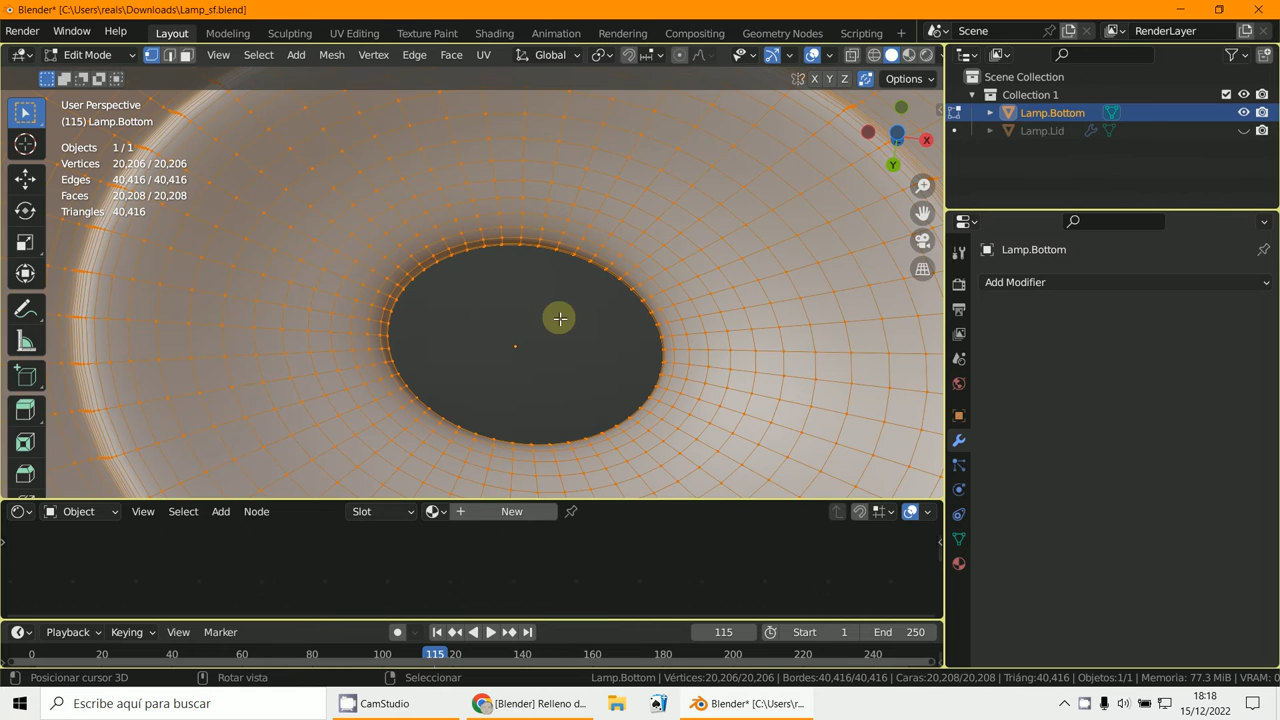 Blender* [C:\Users\reals\Downloads\Lamp_sf.blend]
Render Window Help Layout Modeling Sculpting UV Editing Texture Paint Shading Animation Rendering Compositing Geometry Nodes Scripting + Scene RenderLayer
Edit Mode View Select Add Mesh Vertex Edge Face UV Global
X Y Z Options
User Perspective
(115) Lamp.Bottom
Objects 1 / 1
Vertices 20,206 / 20,206
Edges 40,416 / 40,416
Faces 20,208 / 20,208
Triangles 40,416
X
Y
Scene Collection
Collection 1
Lamp.Bottom
Lamp.Lid
Lamp.Bottom
Add Modifier
Object View Select Add Node Slot + New
Playback Keying View Marker 115 Start 1 End 250
0 20 40 60 80 100 115 120 140 160 180 200 220 240
Posicionar cursor 3D Rotar vista Seleccionar Lamp.Bottom | Vértices:20,206/20,206 | Bordes:40,416/40,416 | Caras:20,208/20,208 | Triáng:40,416 | Objetos:1/1 | Memoria: 77.3 MiB | VRAM: 0
Escribe aquí para buscar CamStudio [Blender] Relleno d... Blender* [C:\Users\r... 18:18
15/12/2022